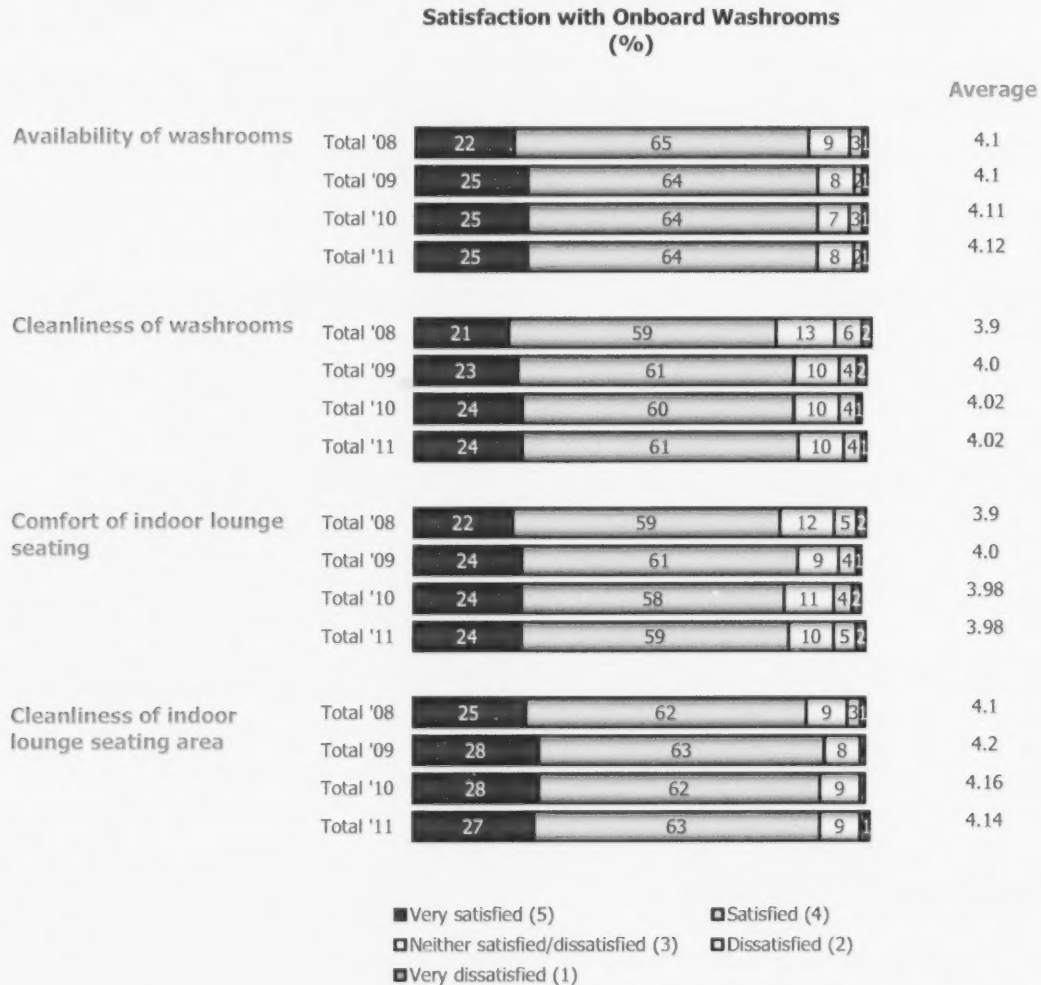 Satisfaction with Onboard Washrooms
(%)
Average
Availability of washrooms
Total '08 22 65 9 3 1 4.1
Total '09 25 64 8 2 1 4.1
Total '10 25 64 7 3 1 4.11
Total '11 25 64 8 2 1 4.12
Cleanliness of washrooms
Total '08 21 59 13 6 2 3.9
Total '09 23 61 10 4 2 4.0
Total '10 24 60 10 4 1 4.02
Total '11 24 61 10 4 1 4.02
Comfort of indoor lounge
seating
Total '08 22 59 12 5 2 3.9
Total '09 24 61 9 4 1 4.0
Total '10 24 58 11 4 2 3.98
Total '11 24 59 10 5 2 3.98
Cleanliness of indoor
lounge seating area
Total '08 25 62 9 3 1 4.1
Total '09 28 63 8 4.2
Total '10 28 62 9 4.16
Total '11 27 63 9 1 4.14
Very satisfied (5) Satisfied (4)
Neither satisfied/dissatisfied (3) Dissatisfied (2)
Very dissatisfied (1)